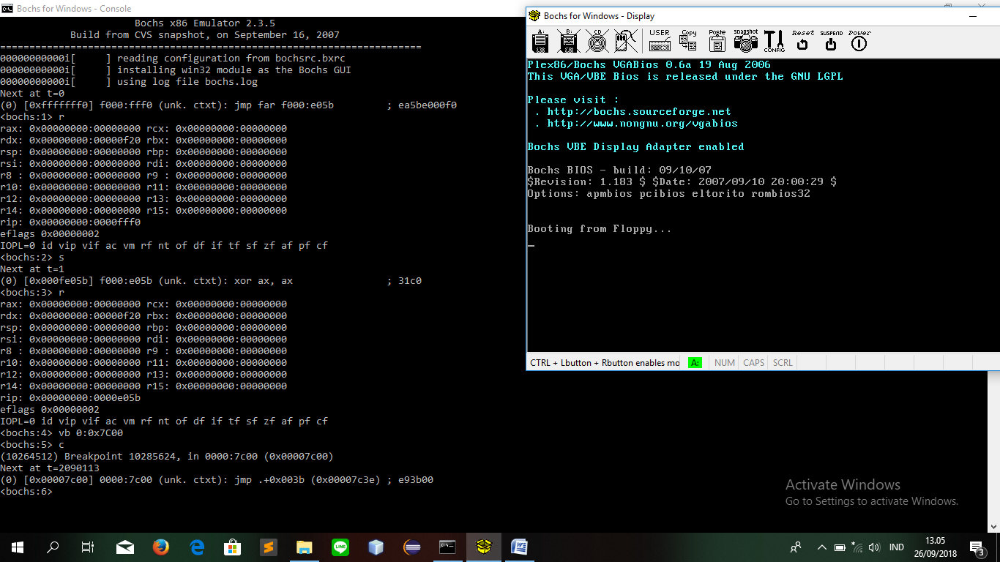 Bochs for Windows - Console
Bochs x86 Emulator 2.3.5
Build from CVS snapshot, on September 16, 2007
========================================================================
00000000000i[     ] reading configuration from bochsrc.bxrc
00000000000i[     ] installing win32 module as the Bochs GUI
00000000000i[     ] using log file bochs.log
Next at t=0
(0) [0xfffffff0] f000:fff0 (unk. ctxt): jmp far f000:e05b         ; ea5be000f0
<bochs:1> r
rax: 0x00000000:00000000 rcx: 0x00000000:00000000
rdx: 0x00000000:00000f20 rbx: 0x00000000:00000000
rsp: 0x00000000:00000000 rbp: 0x00000000:00000000
rsi: 0x00000000:00000000 rdi: 0x00000000:00000000
r8 : 0x00000000:00000000 r9 : 0x00000000:00000000
r10: 0x00000000:00000000 r11: 0x00000000:00000000
r12: 0x00000000:00000000 r13: 0x00000000:00000000
r14: 0x00000000:00000000 r15: 0x00000000:00000000
rip: 0x00000000:0000fff0
eflags 0x00000002
IOPL=0 id vip vif ac vm rf nt of df if tf sf zf af pf cf
<bochs:2> s
Next at t=1
(0) [0x000fe05b] f000:e05b (unk. ctxt): xor ax, ax                ; 31c0
<bochs:3> r
rax: 0x00000000:00000000 rcx: 0x00000000:00000000
rdx: 0x00000000:00000f20 rbx: 0x00000000:00000000
rsp: 0x00000000:00000000 rbp: 0x00000000:00000000
rsi: 0x00000000:00000000 rdi: 0x00000000:00000000
r8 : 0x00000000:00000000 r9 : 0x00000000:00000000
r10: 0x00000000:00000000 r11: 0x00000000:00000000
r12: 0x00000000:00000000 r13: 0x00000000:00000000
r14: 0x00000000:00000000 r15: 0x00000000:00000000
rip: 0x00000000:0000e05b
eflags 0x00000002
IOPL=0 id vip vif ac vm rf nt of df if tf sf zf af pf cf
<bochs:4> vb 0:0x7C00
<bochs:5> c
(10264512) Breakpoint 10285624, in 0000:7c00 (0x00007c00)
Next at t=2090113
(0) [0x00007c00] 0000:7c00 (unk. ctxt): jmp .+0x003b (0x00007c3e) ; e93b00
<bochs:6>
Bochs for Windows - Display
A: B: CD USER Copy Paste snapshot CONFIG Reset SUSPEND Power
Plex86/Bochs VGABios 0.6a 19 Aug 2006
This VGA/VBE Bios is released under the GNU LGPL
Please visit :
. http://bochs.sourceforge.net
. http://www.nongnu.org/vgabios
Bochs VBE Display Adapter enabled
Bochs BIOS - build: 09/10/07
$Revision: 1.183 $ $Date: 2007/09/10 20:00:29 $
Options: apmbios pcibios eltorito rombios32
Booting from Floppy...
CTRL + Lbutton + Rbutton enables mo A: NUM CAPS SCRL
Activate Windows
Go to Settings to activate Windows.
LINE
IND
13.05
26/09/2018
3